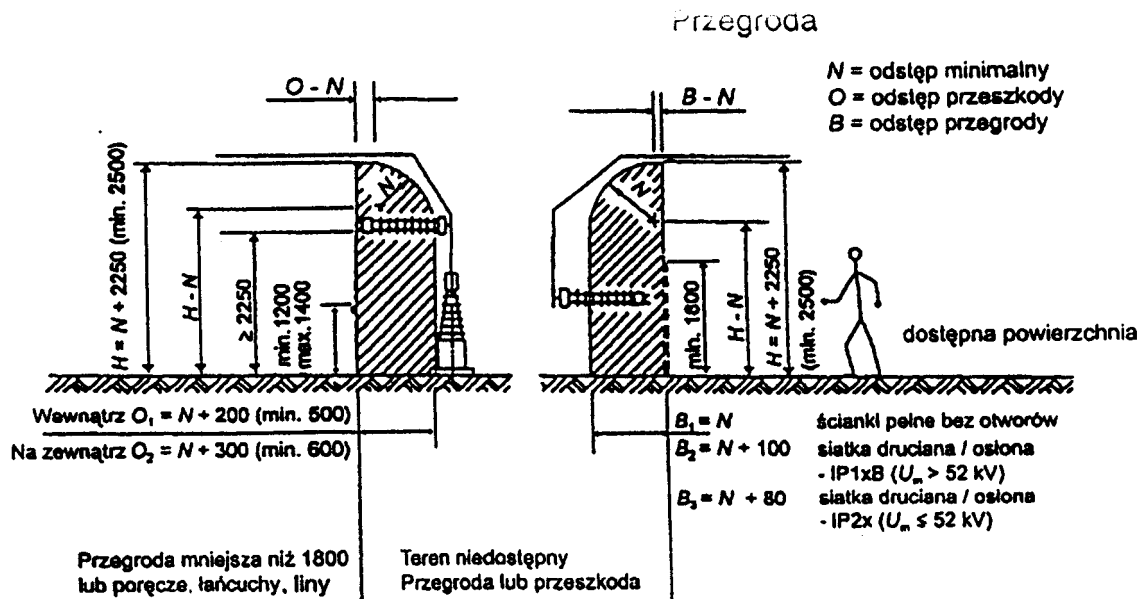 Przegroda
N = odstęp minimalny
O = odstęp przeszkody
B = odstęp przegrody
O - N
B - N
N
N
H = N + 2250 (min. 2500)
H - N
≥ 2250
min. 1200
max. 1400
min. 1800
H - N
H = N + 2250
(min. 2500)
dostępna powierzchnia
Wewnątrz O₁ = N + 200 (min. 500)
Na zewnątrz O₂ = N + 300 (min. 600)
B₁ = N ścianki pełne bez otworów
B₂ = N + 100 siatka druciana / osłona
- IP1xB (Uₘ > 52 kV)
B₃ = N + 80 siatka druciana / osłona
- IP2x (Uₘ ≤ 52 kV)
Przegroda mniejsza niż 1800
lub poręcze, łańcuchy, liny
Teren niedostępny
Przegroda lub przeszkoda